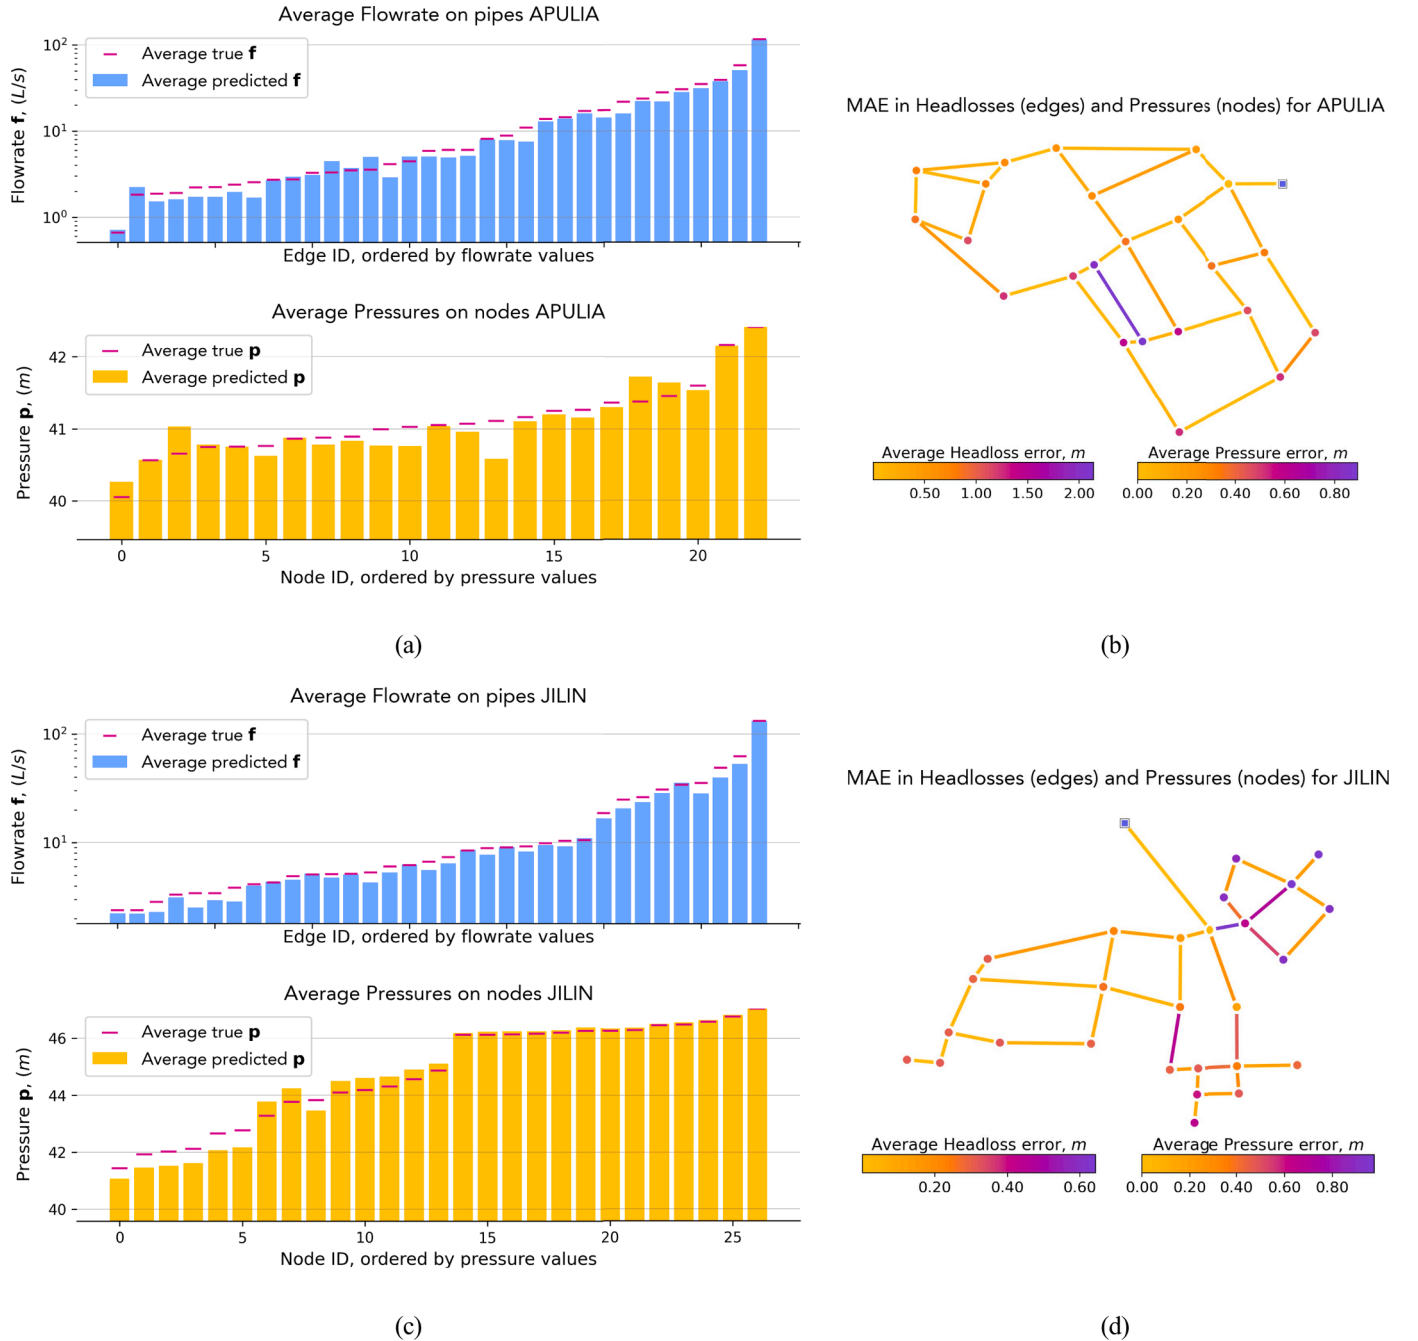 Average Flowrate on pipes APULIA
Average true f
Average predicted f
Flowrate f, (L/s)
10²
10¹
10⁰
Edge ID, ordered by flowrate values
Average Pressures on nodes APULIA
Average true p
Average predicted p
Pressure p, (m)
42
41
40
0 5 10 15 20
Node ID, ordered by pressure values
(a)
MAE in Headlosses (edges) and Pressures (nodes) for APULIA
Average Headloss error, m
0.50 1.00 1.50 2.00
Average Pressure error, m
0.00 0.20 0.40 0.60 0.80
(b)
Average Flowrate on pipes JILIN
Average true f
Average predicted f
Flowrate f, (L/s)
10²
10¹
Edge ID, ordered by flowrate values
Average Pressures on nodes JILIN
Average true p
Average predicted p
Pressure p, (m)
46
44
42
40
0 5 10 15 20 25
Node ID, ordered by pressure values
(c)
MAE in Headlosses (edges) and Pressures (nodes) for JILIN
Average Headloss error, m
0.20 0.40 0.60
Average Pressure error, m
0.00 0.20 0.40 0.60 0.80
(d)